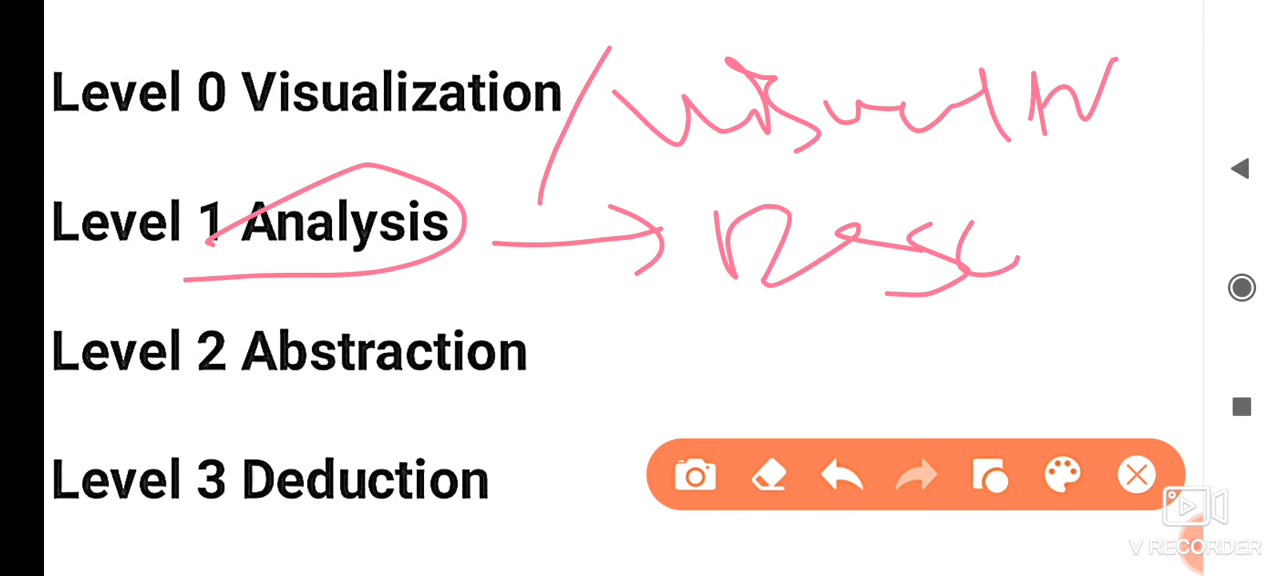 Level 0 Visualization
Level 1 Analysis
Level 2 Abstraction
Level 3 Deduction
V RECORDER